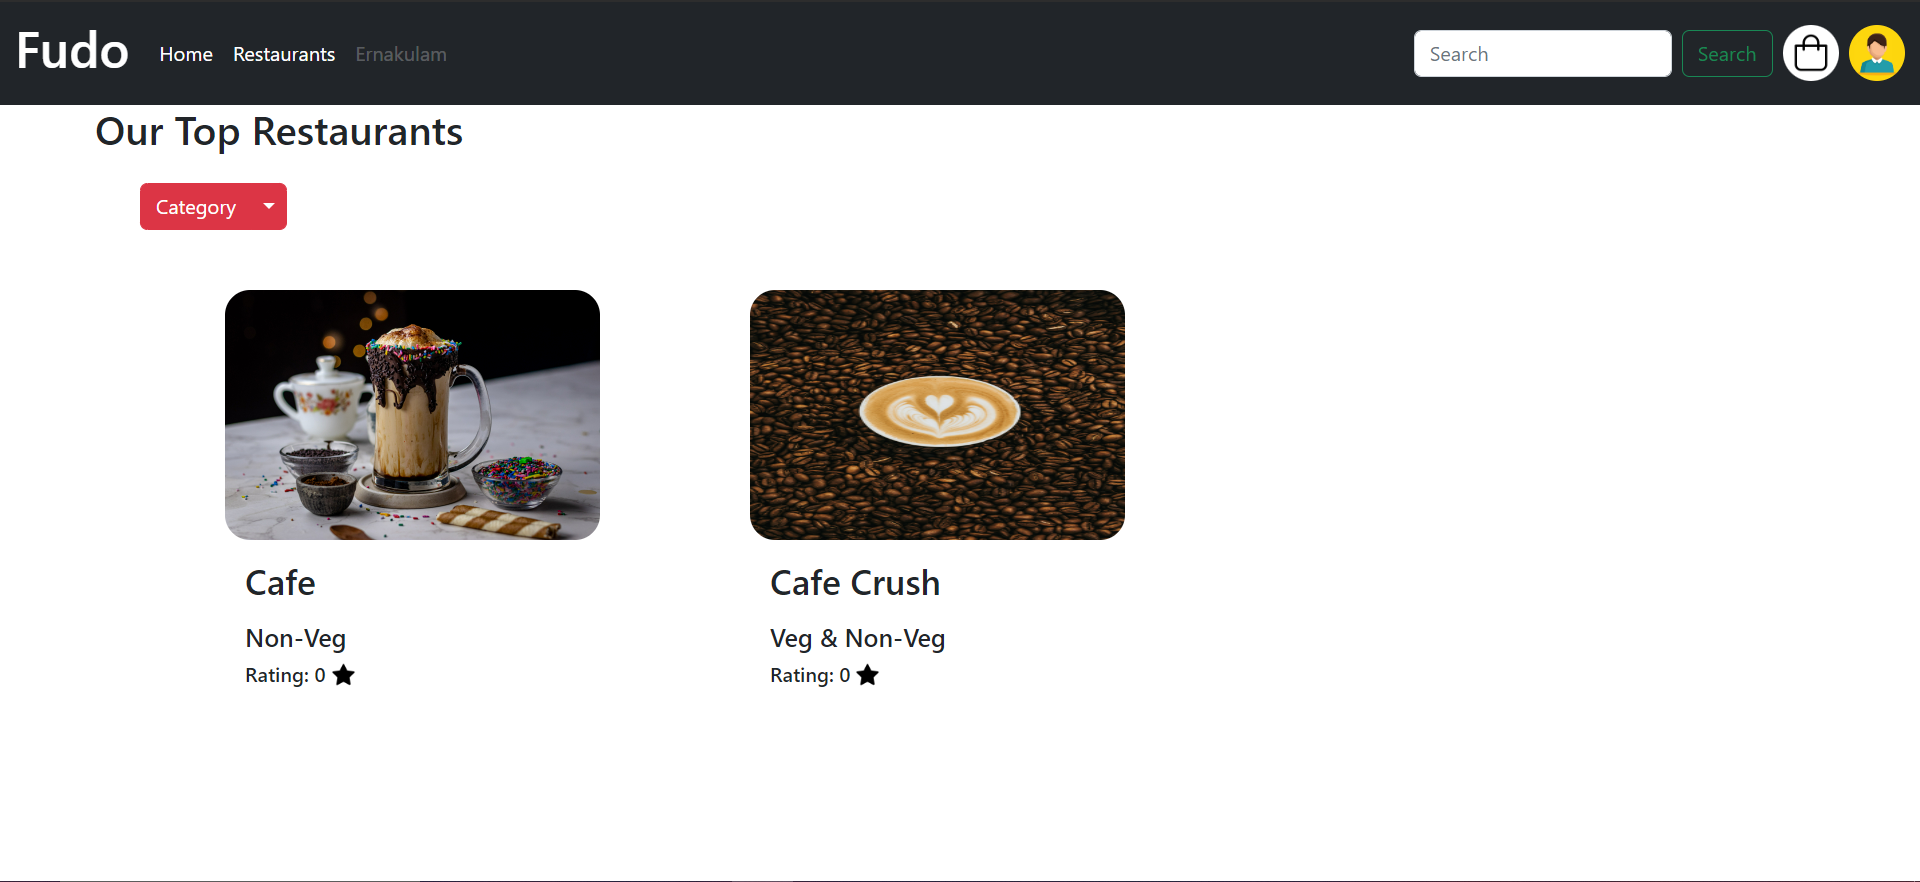 Fudo Home Restaurants Ernakulam Search Search
Our Top Restaurants
Category
Cafe
Non-Veg
Rating: 0
Cafe Crush
Veg & Non-Veg
Rating: 0